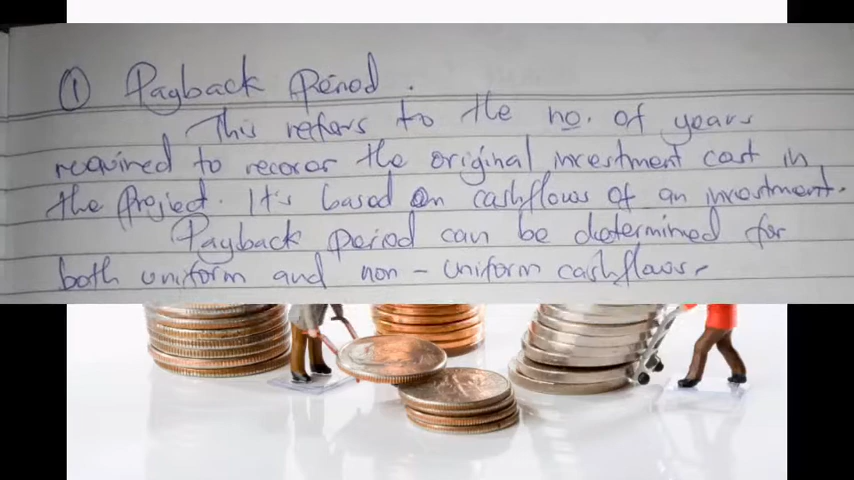 ① Payback Period.
This refers to the no. of years
required to recover the original investment cost in
the Project. It's based on cashflows of an investment.
Payback period can be determined for
both uniform and non - uniform cashflows.